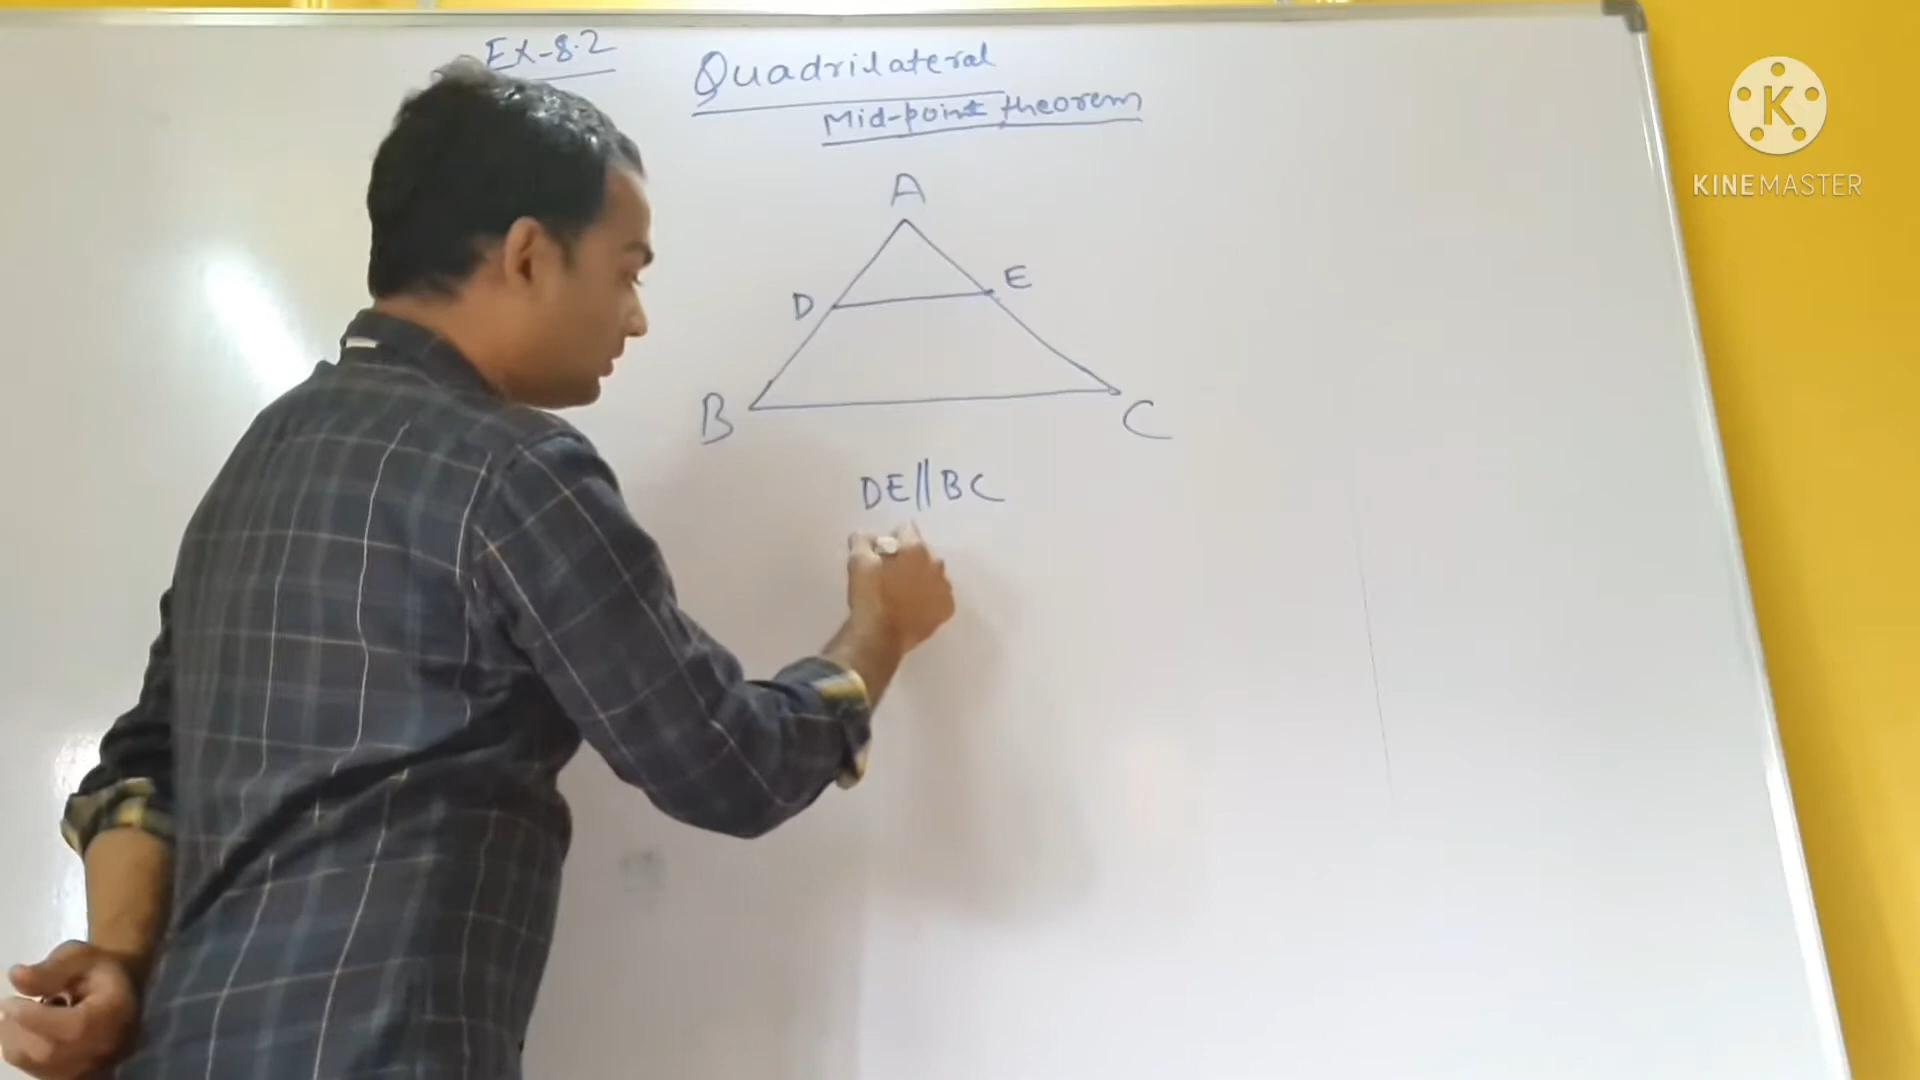 Ex-8.2
Quadrilateral
Mid-point theorem
A
D
E
B
C
DE||BC
K
KINEMASTER